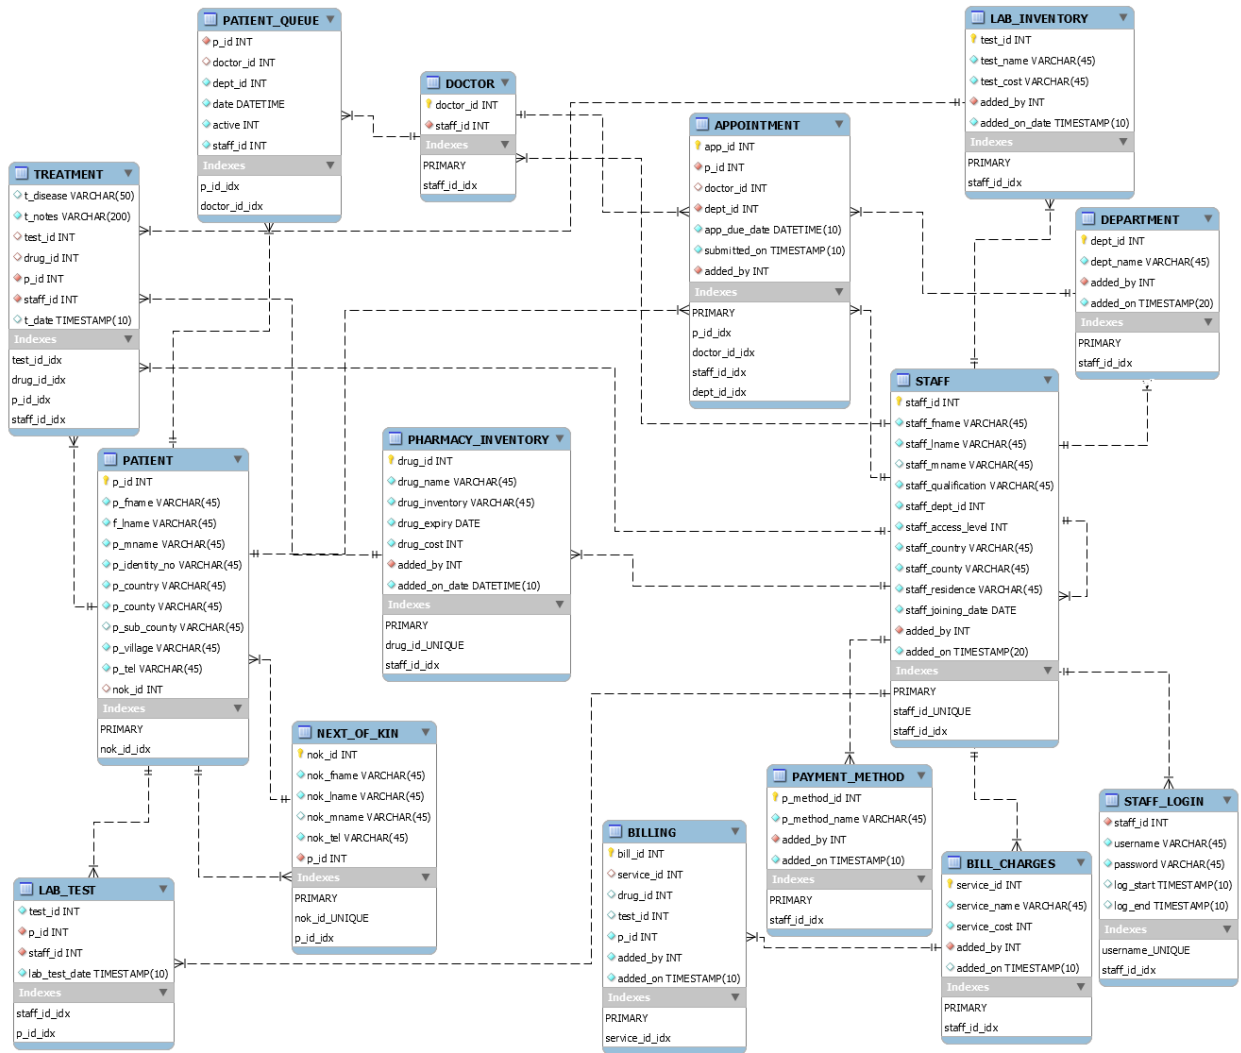 PATIENT_QUEUE
p_id INT
doctor_id INT
dept_id INT
date DATETIME
active INT
staff_id INT
Indexes
p_id_idx
doctor_id_idx
DOCTOR
doctor_id INT
staff_id INT
Indexes
PRIMARY
staff_id_idx
LAB_INVENTORY
test_id INT
test_name VARCHAR(45)
test_cost VARCHAR(45)
added_by INT
added_on_date TIMESTAMP(10)
Indexes
PRIMARY
staff_id_idx
APPOINTMENT
app_id INT
p_id INT
doctor_id INT
dept_id INT
app_due_date DATETIME(10)
submitted_on TIMESTAMP(10)
added_by INT
Indexes
PRIMARY
p_id_idx
doctor_id_idx
staff_id_idx
dept_id_idx
TREATMENT
t_disease VARCHAR(50)
t_notes VARCHAR(200)
test_id INT
drug_id INT
p_id INT
staff_id INT
t_date TIMESTAMP(10)
Indexes
test_id_idx
drug_id_idx
p_id_idx
staff_id_idx
DEPARTMENT
dept_id INT
dept_name VARCHAR(45)
added_by INT
added_on TIMESTAMP(20)
Indexes
PRIMARY
staff_id_idx
STAFF
staff_id INT
staff_fname VARCHAR(45)
staff_lname VARCHAR(45)
staff_mname VARCHAR(45)
staff_qualification VARCHAR(45)
staff_dept_id INT
staff_access_level INT
staff_country VARCHAR(45)
staff_county VARCHAR(45)
staff_residence VARCHAR(45)
staff_joining_date DATE
added_by INT
added_on TIMESTAMP(20)
Indexes
PRIMARY
staff_id_UNIQUE
staff_id_idx
PHARMACY_INVENTORY
drug_id INT
drug_name VARCHAR(45)
drug_inventory VARCHAR(45)
drug_expiry DATE
drug_cost INT
added_by INT
added_on_date DATETIME(10)
Indexes
PRIMARY
drug_id_UNIQUE
staff_id_idx
PATIENT
p_id INT
p_fname VARCHAR(45)
f_lname VARCHAR(45)
p_mname VARCHAR(45)
p_identity_no VARCHAR(45)
p_country VARCHAR(45)
p_county VARCHAR(45)
p_sub_county VARCHAR(45)
p_village VARCHAR(45)
p_tel VARCHAR(45)
nok_id INT
Indexes
PRIMARY
nok_id_idx
NEXT_OF_KIN
nok_id INT
nok_fname VARCHAR(45)
nok_lname VARCHAR(45)
nok_mname VARCHAR(45)
nok_tel VARCHAR(45)
p_id INT
Indexes
PRIMARY
nok_id_UNIQUE
p_id_idx
PAYMENT_METHOD
p_method_id INT
p_method_name VARCHAR(45)
added_by INT
added_on TIMESTAMP(10)
Indexes
PRIMARY
staff_id_idx
STAFF_LOGIN
staff_id INT
username VARCHAR(45)
password VARCHAR(45)
log_start TIMESTAMP(10)
log_end TIMESTAMP(10)
Indexes
username_UNIQUE
staff_id_idx
BILLING
bill_id INT
service_id INT
drug_id INT
test_id INT
p_id INT
added_by INT
added_on TIMESTAMP(10)
Indexes
PRIMARY
service_id_idx
BILL_CHARGES
service_id INT
service_name VARCHAR(45)
service_cost INT
added_by INT
added_on TIMESTAMP(10)
Indexes
PRIMARY
staff_id_idx
LAB_TEST
test_id INT
p_id INT
staff_id INT
lab_test_date TIMESTAMP(10)
Indexes
staff_id_idx
p_id_idx